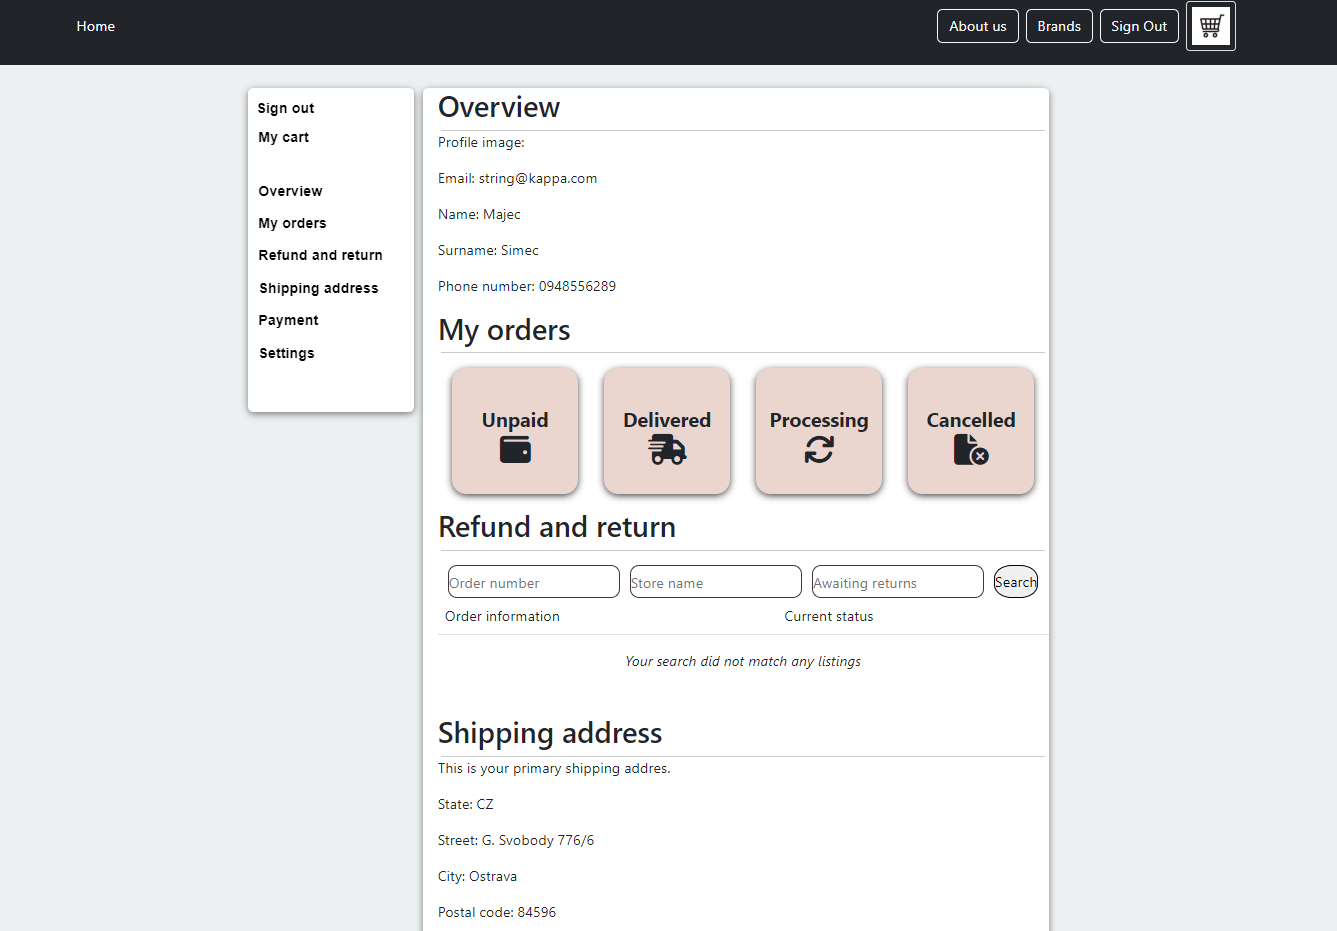 Home
About us
Brands
Sign Out
Sign out
My cart
Overview
My orders
Refund and return
Shipping address
Payment
Settings
Overview
Profile image:
Email: string@kappa.com
Name: Majec
Surname: Simec
Phone number: 0948556289
My orders
Unpaid
Delivered
Processing
Cancelled
Refund and return
Order number
Store name
Awaiting returns
Search
Order information
Current status
Your search did not match any listings
Shipping address
This is your primary shipping addres.
State: CZ
Street: G. Svobody 776/6
City: Ostrava
Postal code: 84596